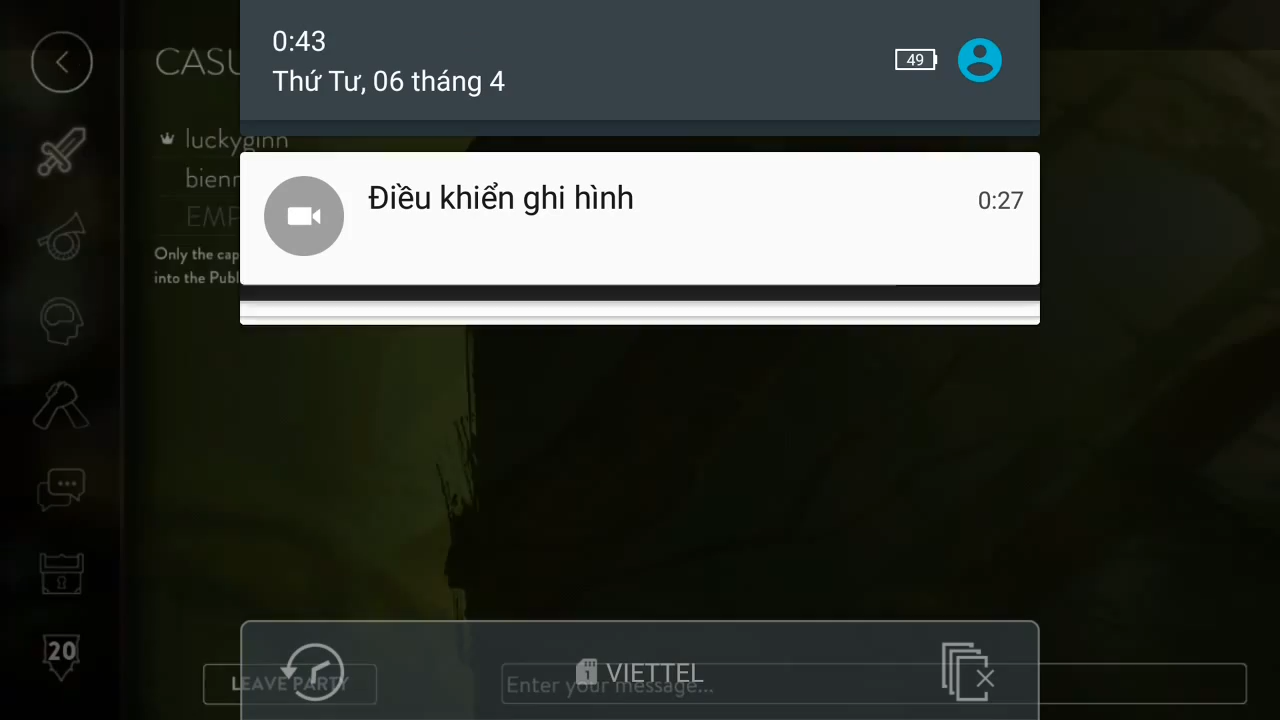 0:43
49
Thứ Tư, 06 tháng 4
CASU
luckyginn
bienn
EMP
Only the cap
into the Publ
Điều khiển ghi hình
0:27
20
LEAVE PARTY
1
VIETTEL
Enter your message...